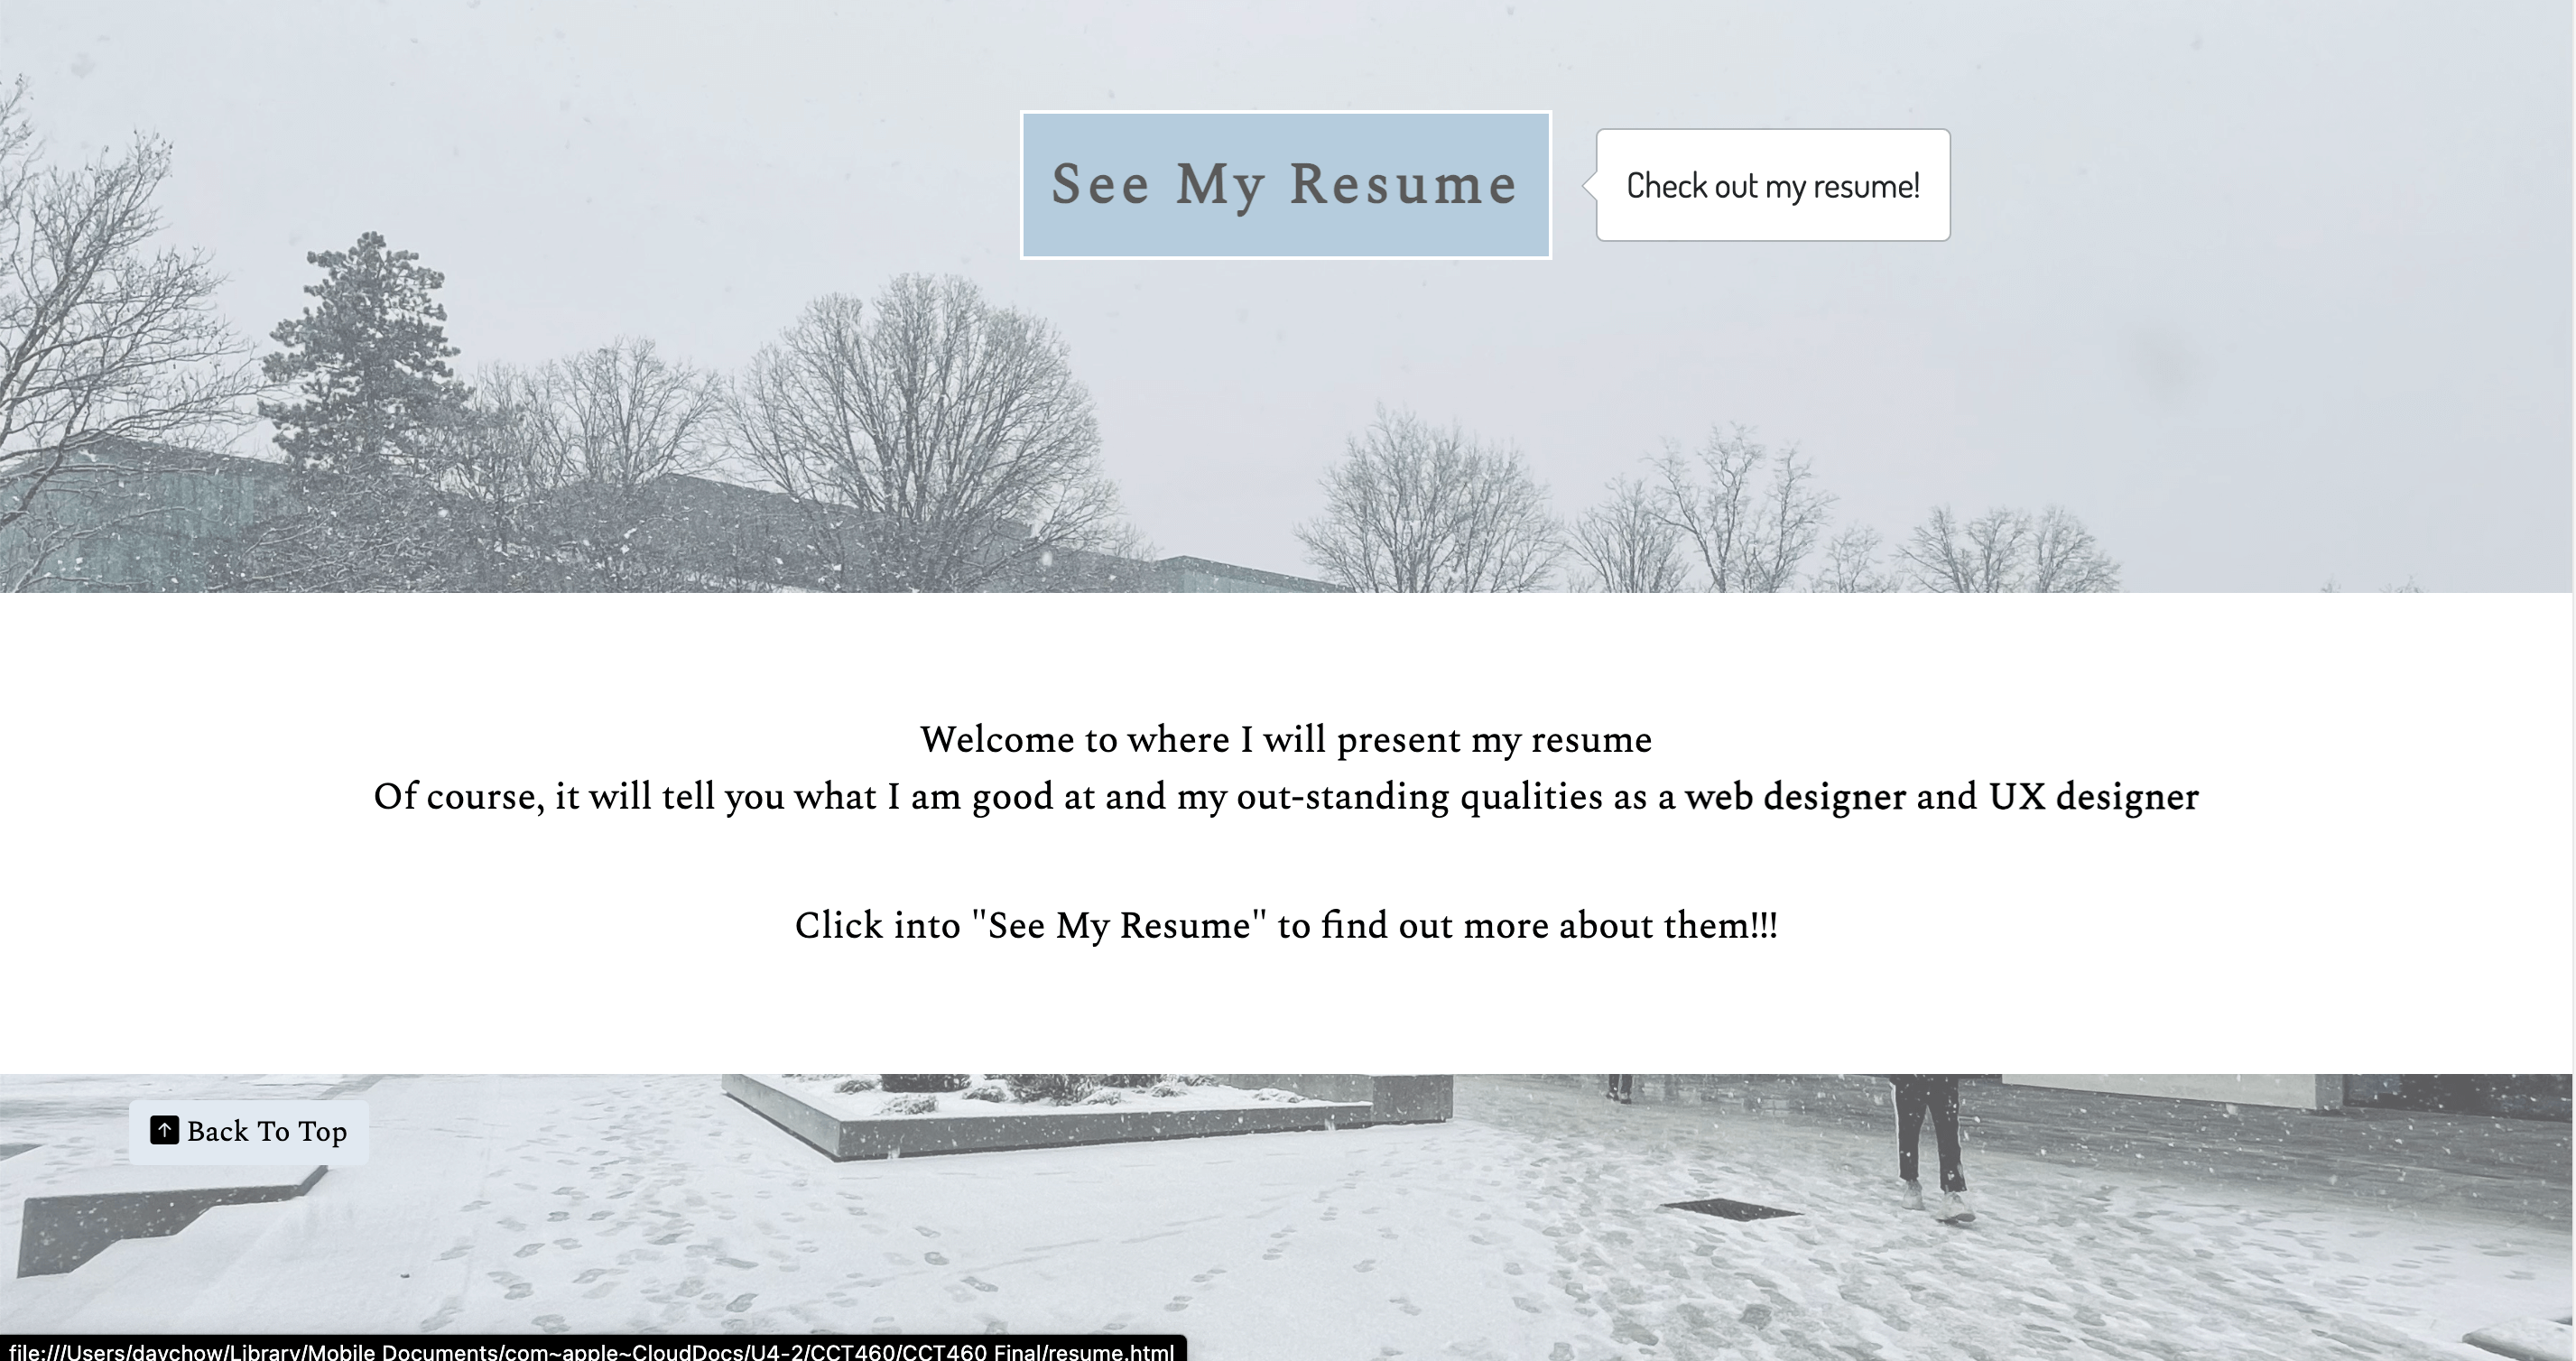 See My Resume
Check out my resume!
Welcome to where I will present my resume
Of course, it will tell you what I am good at and my out-standing qualities as a web designer and UX designer
Click into "See My Resume" to find out more about them!!!
Back To Top
file:///Users/daychow/Library/Mobile Documents/com~apple~CloudDocs/U4-2/CCT460/CCT460 Final/resume.html